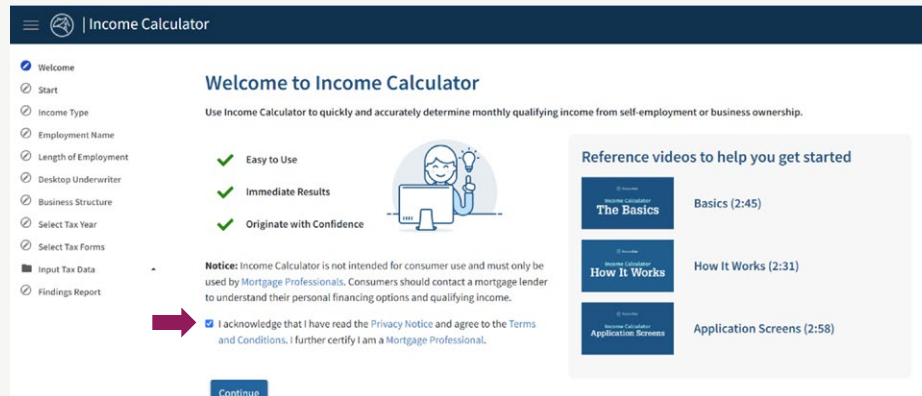 | Income Calculator
Welcome
Start
Income Type
Employment Name
Length of Employment
Desktop Underwriter
Business Structure
Select Tax Year
Select Tax Forms
Input Tax Data
Findings Report
Welcome to Income Calculator
Use Income Calculator to quickly and accurately determine monthly qualifying income from self-employment or business ownership.
Easy to Use
Immediate Results
Originate with Confidence
Notice: Income Calculator is not intended for consumer use and must only be
used by Mortgage Professionals. Consumers should contact a mortgage lender
to understand their personal financing options and qualifying income.
I acknowledge that I have read the Privacy Notice and agree to the Terms
and Conditions. I further certify I am a Mortgage Professional.
Continue
Reference videos to help you get started
Income Calculator
The Basics
Basics (2:45)
Income Calculator
How It Works
How It Works (2:31)
Income Calculator
Application Screens
Application Screens (2:58)